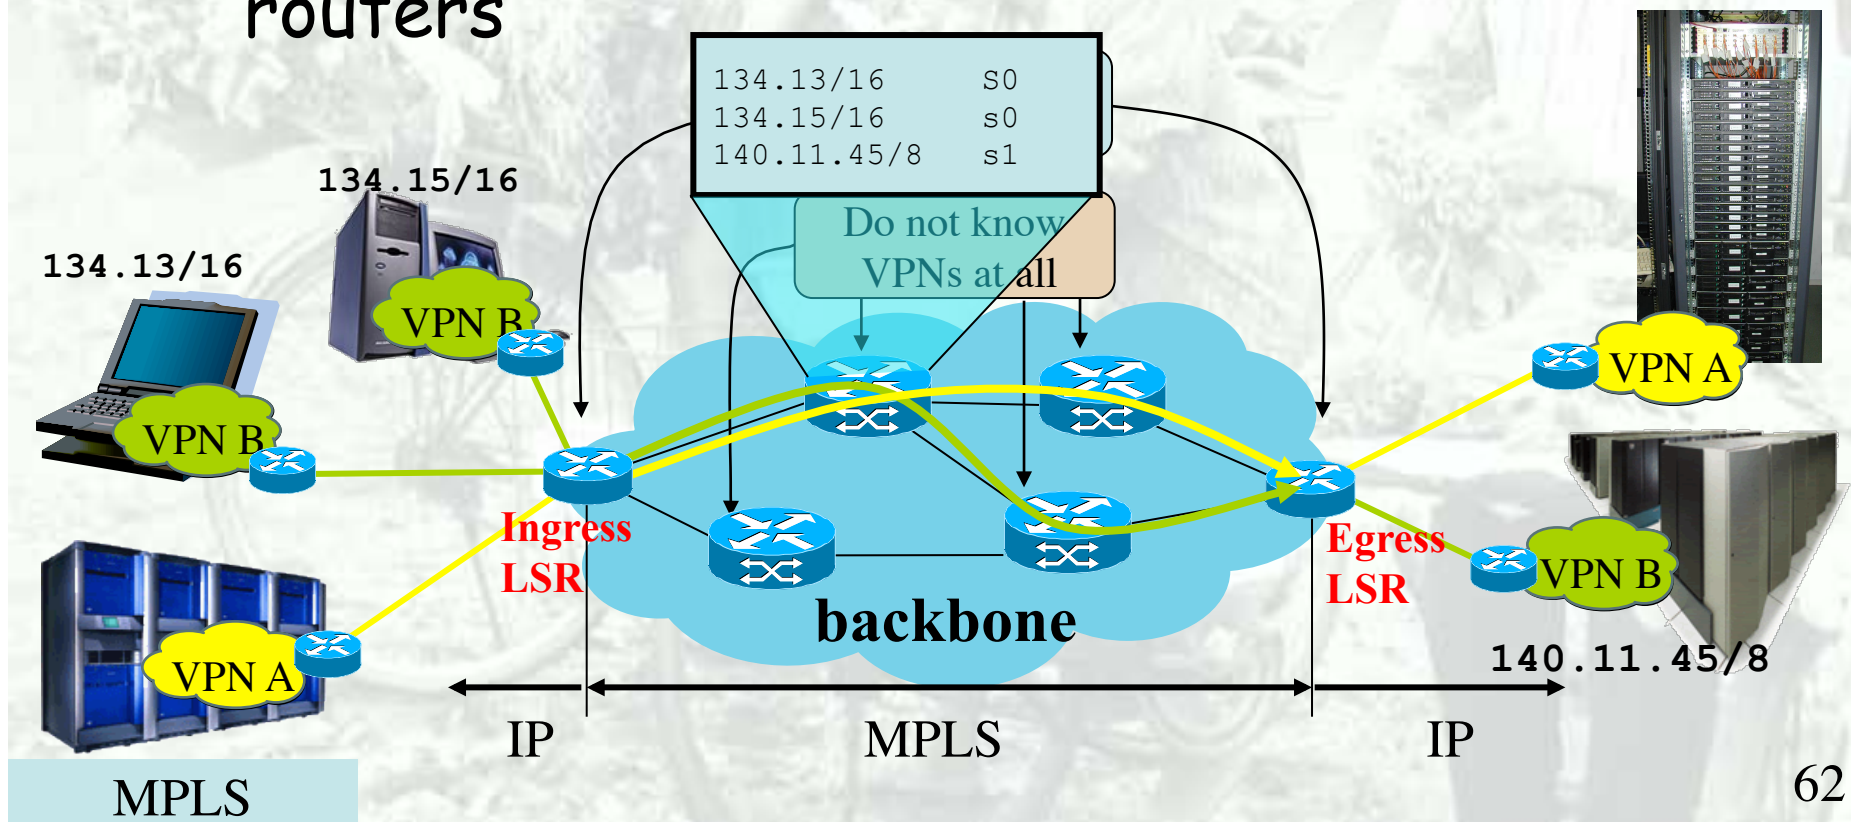 routers
134.13/16 S0
134.15/16 s0
140.11.45/8 s1
Do not know
VPNs at all
134.15/16
134.13/16
VPN B
VPN B
VPN A
VPN A
VPN B
Ingress
LSR
Egress
LSR
backbone
140.11.45/8
IP
MPLS
IP
MPLS
62